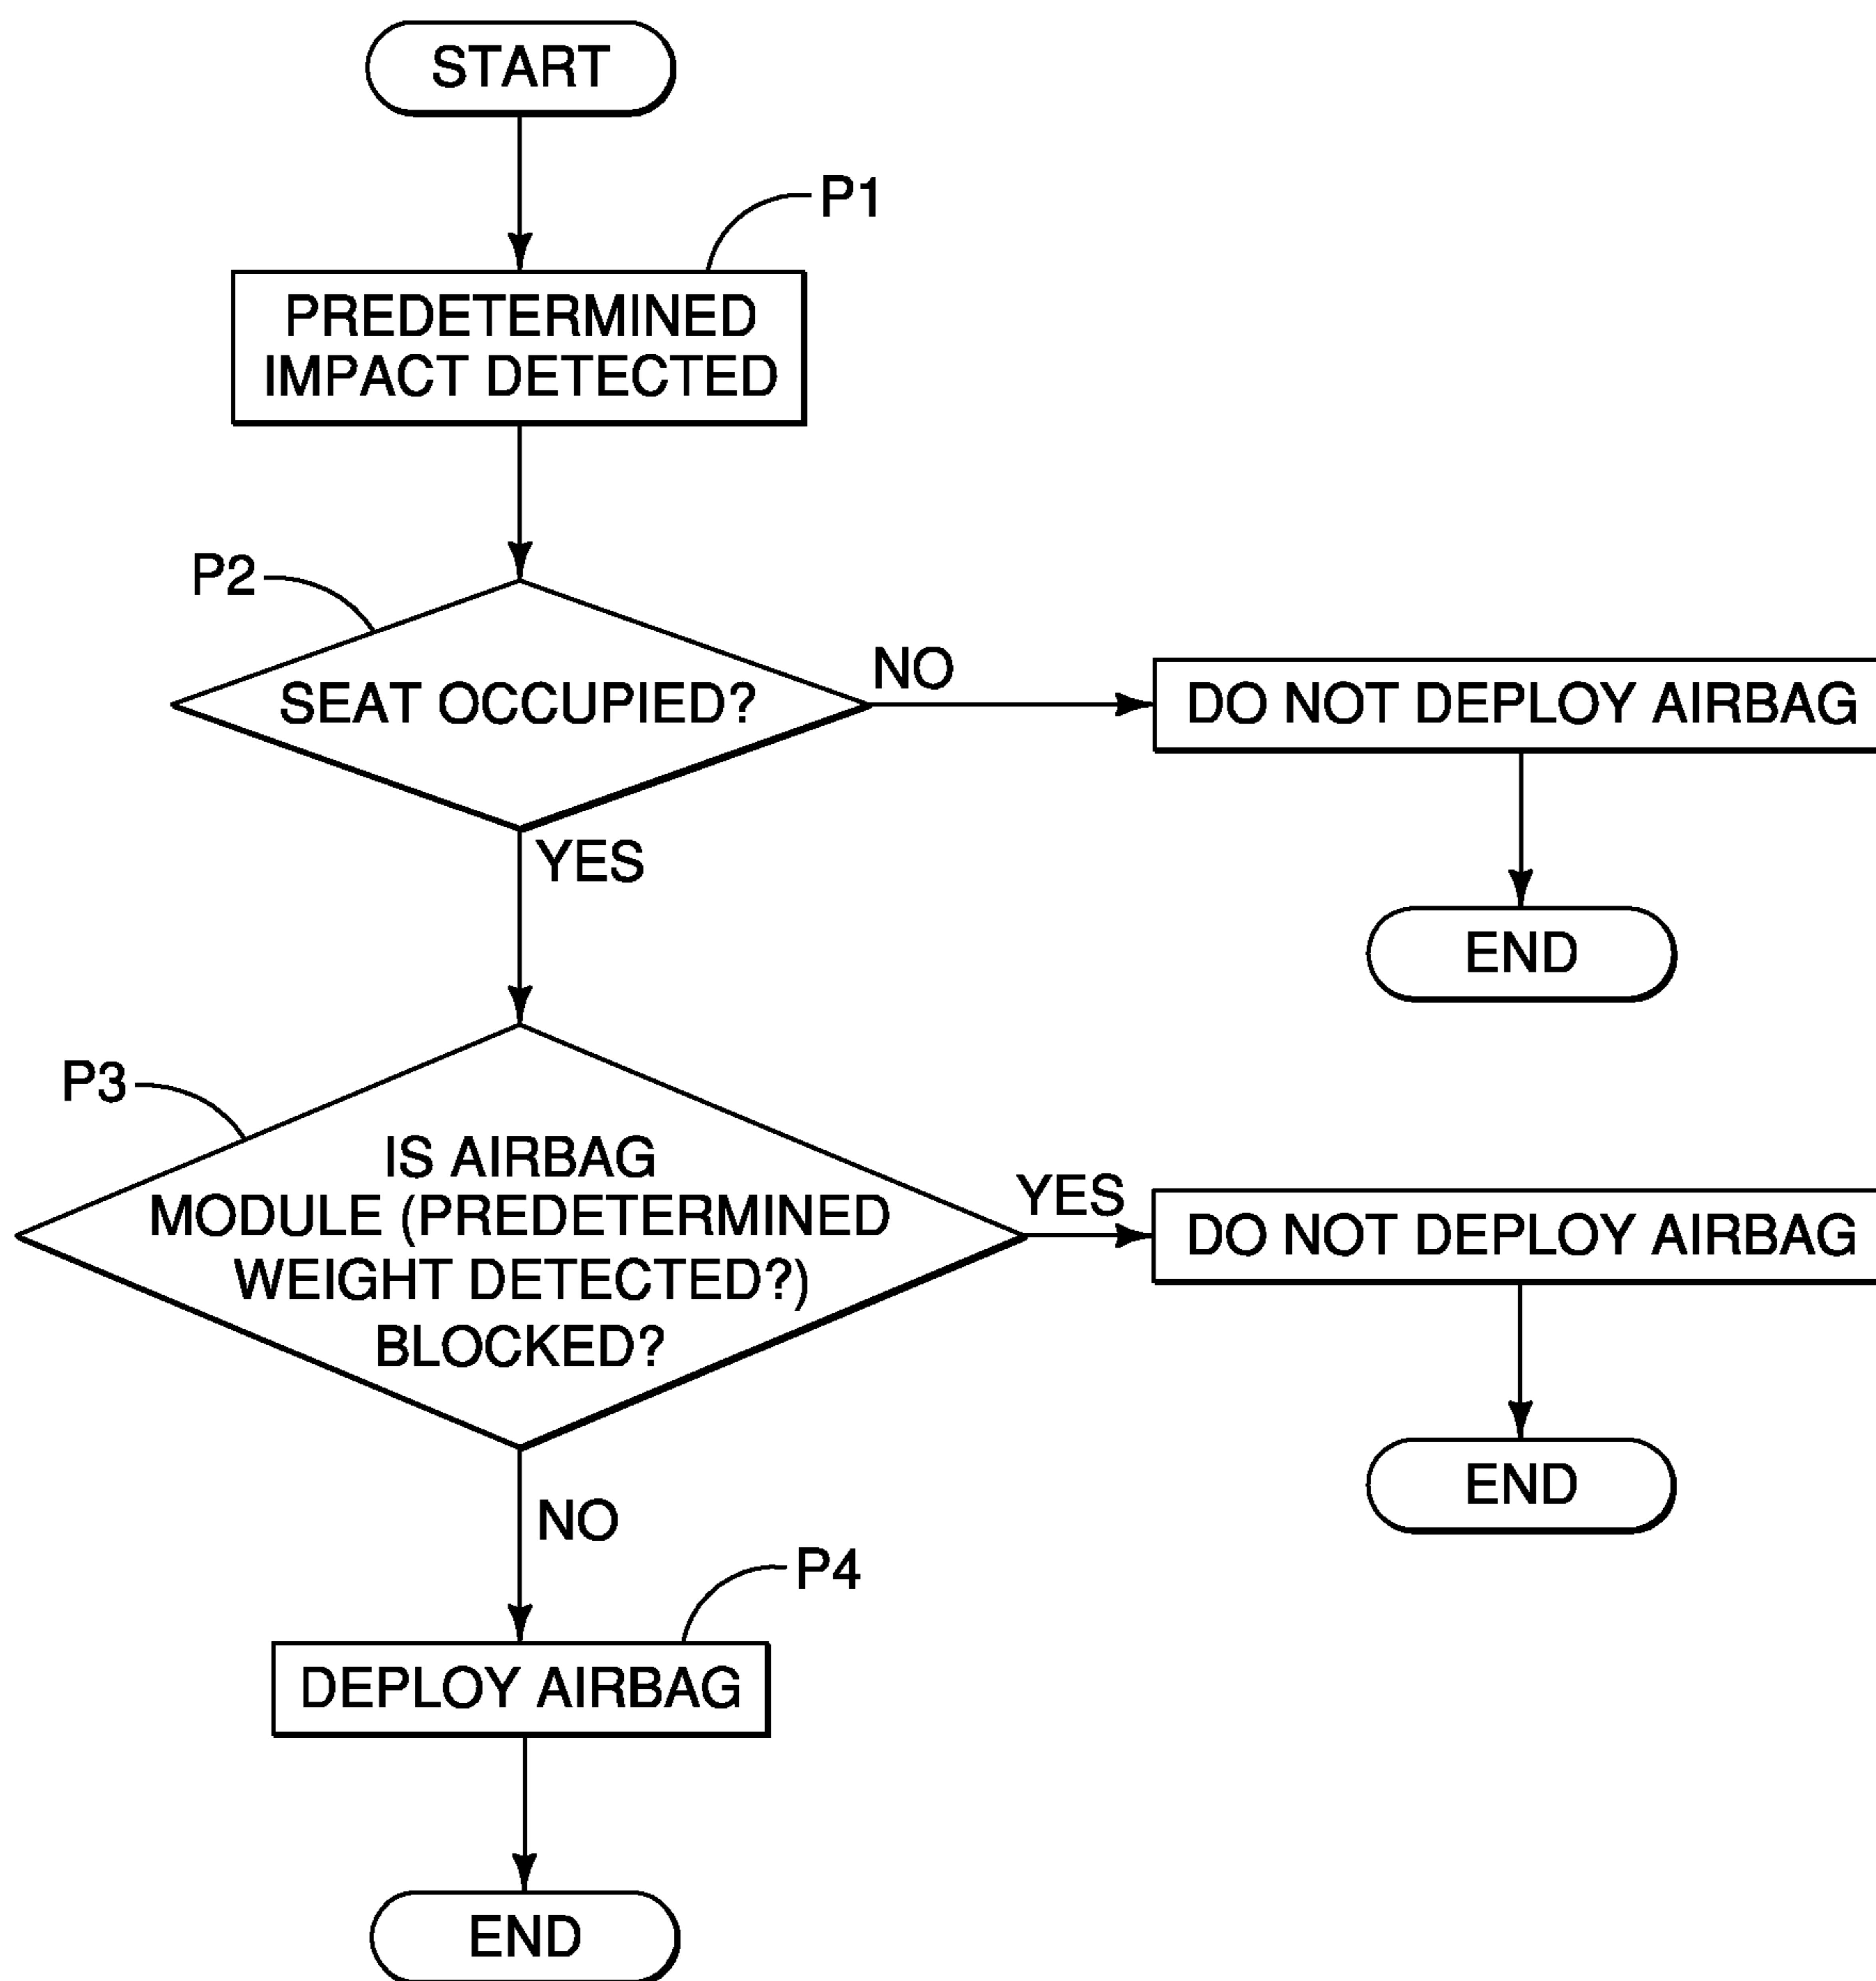 START
P1
PREDETERMINED
IMPACT DETECTED
P2
SEAT OCCUPIED?
NO
DO NOT DEPLOY AIRBAG
YES
END
P3
IS AIRBAG
MODULE (PREDETERMINED
WEIGHT DETECTED?)
BLOCKED?
YES
DO NOT DEPLOY AIRBAG
END
NO
P4
DEPLOY AIRBAG
END